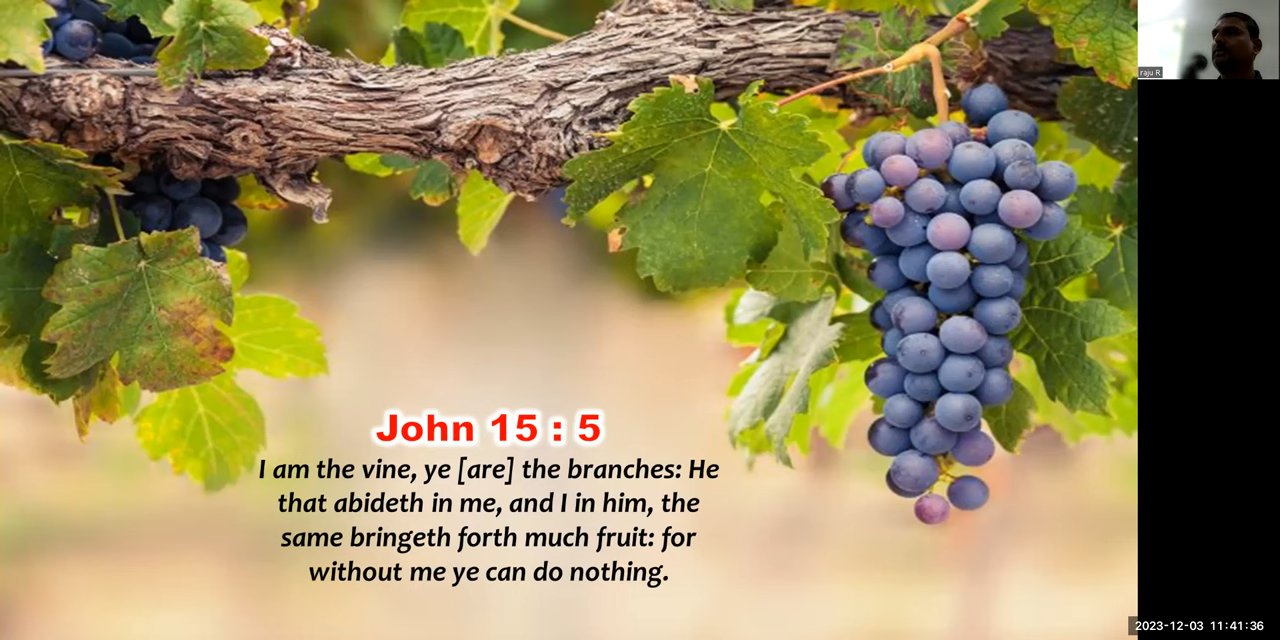 raju R
John 15 : 5
I am the vine, ye [are] the branches: He
that abideth in me, and I in him, the
same bringeth forth much fruit: for
without me ye can do nothing.
2023-12-03 11:41:36